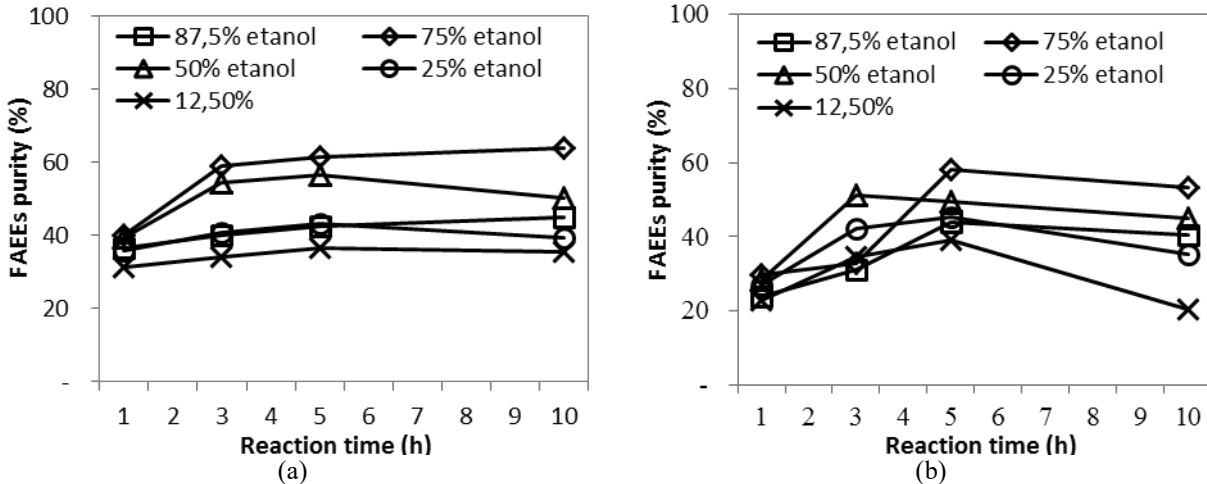 100
80
60
40
20
-
FAEEs purity (%)
87,5% etanol
75% etanol
50% etanol
25% etanol
12,50%
1 2 3 4 5 6 7 8 9 10
Reaction time (h)
(a)
100
80
60
40
20
-
FAEEs purity (%)
87,5% etanol
75% etanol
50% etanol
25% etanol
12,50%
1 2 3 4 5 6 7 8 9 10
Reaction time (h)
(b)